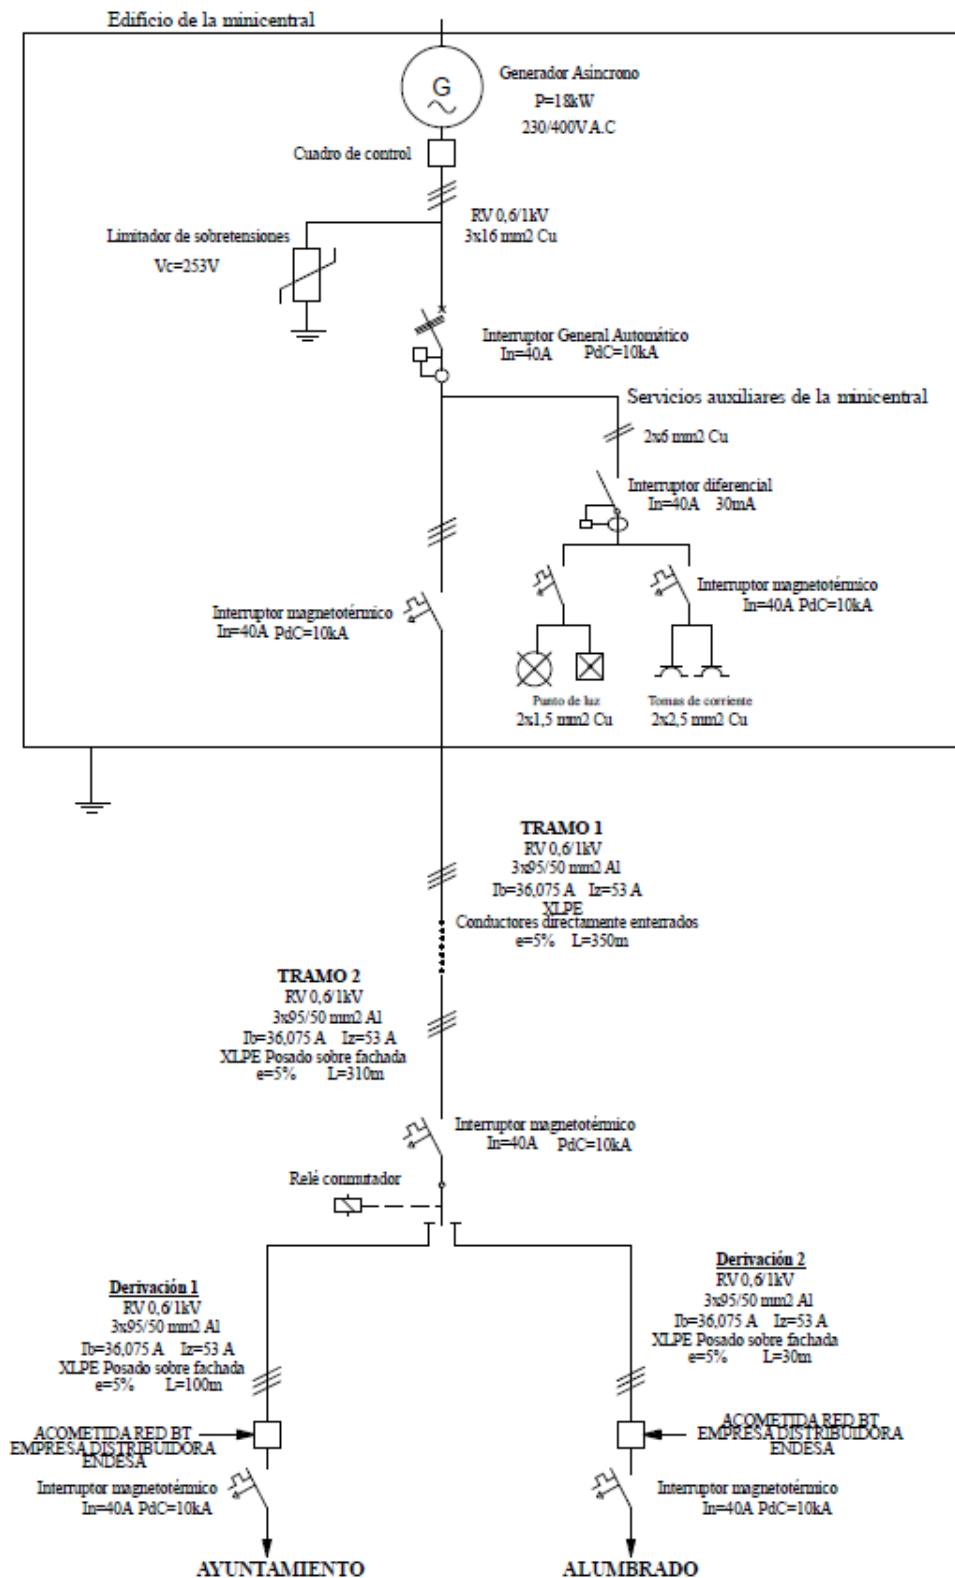 Edificio de la minicentral
G
Generador Asíncrono
P=18kW
230/400V A.C
Cuadro de control
RV 0,6/1kV
3x16 mm2 Cu
Limitador de sobretensiones
Vc=253V
Interruptor General Automático
In=40A PdC=10kA
Servicios auxiliares de la minicentral
2x6 mm2 Cu
Interruptor diferencial
In=40A 30mA
Interruptor magnetotérmico
In=40A PdC=10kA
Interruptor magnetotérmico
In=40A PdC=10kA
Punto de luz
2x1,5 mm2 Cu
Tomas de corriente
2x2,5 mm2 Cu
TRAMO 1
RV 0,6/1kV
3x95/50 mm2 Al
Ib=36,075 A Iz=53 A
XLPE
Conductores directamente enterrados
e=5% L=350m
TRAMO 2
RV 0,6/1kV
3x95/50 mm2 Al
Ib=36,075 A Iz=53 A
XLPE Posado sobre fachada
e=5% L=310m
Interruptor magnetotérmico
In=40A PdC=10kA
Relé conmutador
Derivación 1
RV 0,6/1kV
3x95/50 mm2 Al
Ib=36,075 A Iz=53 A
XLPE Posado sobre fachada
e=5% L=100m
Derivación 2
RV 0,6/1kV
3x95/50 mm2 Al
Ib=36,075 A Iz=53 A
XLPE Posado sobre fachada
e=5% L=30m
ACOMETIDA RED BT
EMPRESA DISTRIBUIDORA
ENDESA
ACOMETIDA RED BT
EMPRESA DISTRIBUIDORA
ENDESA
Interruptor magnetotérmico
In=40A PdC=10kA
Interruptor magnetotérmico
In=40A PdC=10kA
AYUNTAMIENTO
ALUMBRADO